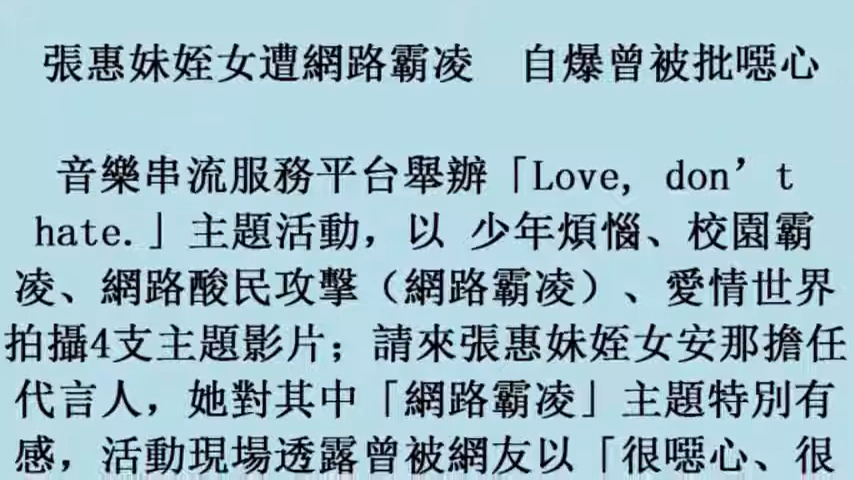 張惠妹姪女遭網路霸凌　自爆曾被批噁心
音樂串流服務平台舉辦「Love, don’t
hate.」主題活動，以 少年煩惱、校園霸
凌、網路酸民攻擊（網路霸凌）、愛情世界
拍攝4支主題影片；請來張惠妹姪女安那擔任
代言人，她對其中「網路霸凌」主題特別有
感，活動現場透露曾被網友以「很噁心、很